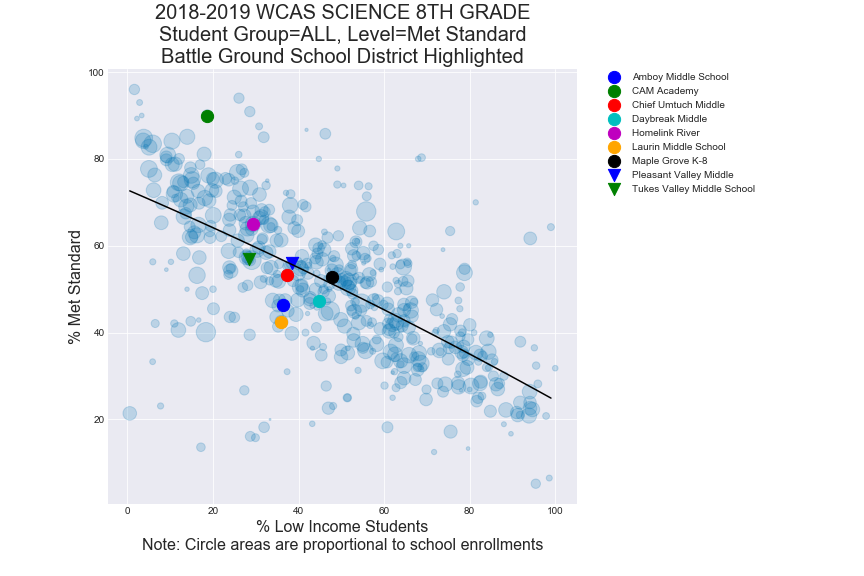 2018-2019 WCAS SCIENCE 8TH GRADE
Student Group=ALL, Level=Met Standard
Battle Ground School District Highlighted
100
80
60
40
20
% Met Standard
0
20
40
60
80
100
% Low Income Students
Note: Circle areas are proportional to school enrollments
Amboy Middle School
CAM Academy
Chief Umtuch Middle
Daybreak Middle
Homelink River
Laurin Middle School
Maple Grove K-8
Pleasant Valley Middle
Tukes Valley Middle School